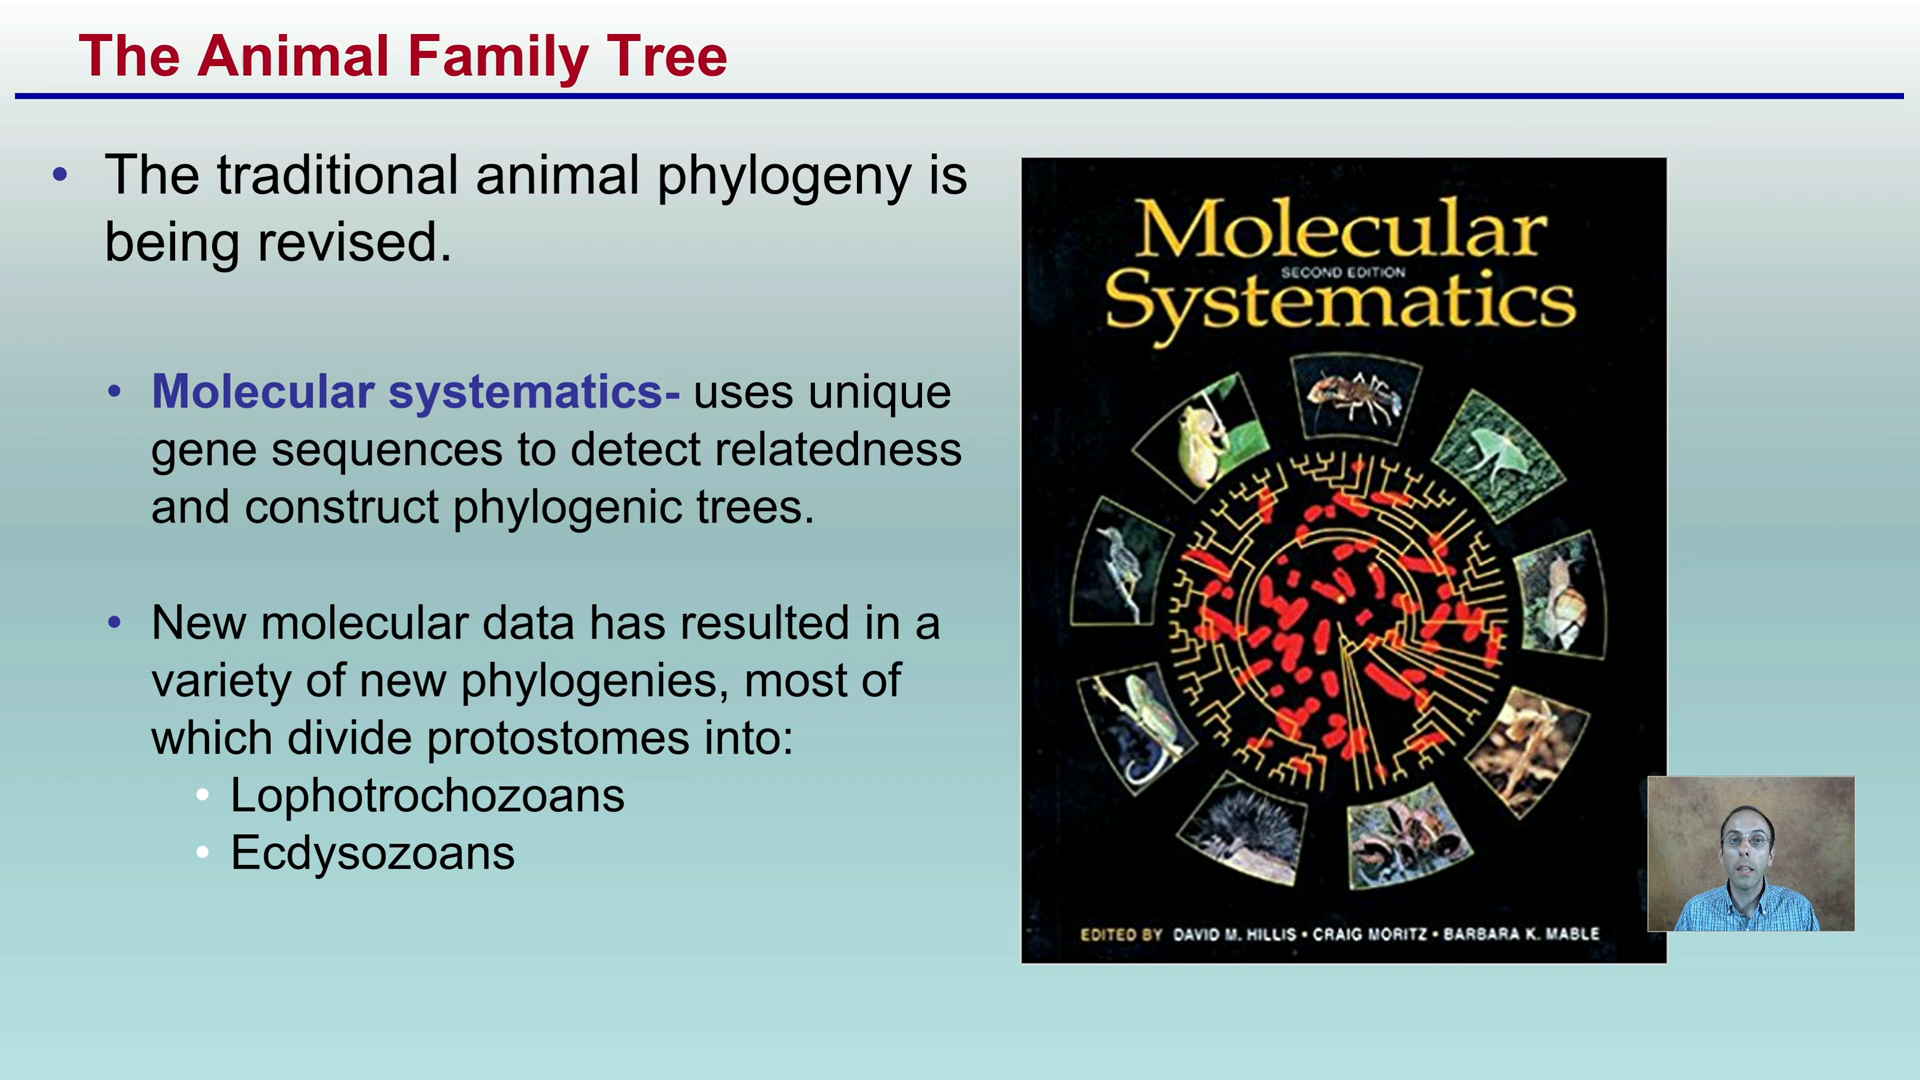 The Animal Family Tree
• The traditional animal phylogeny is
being revised.
• Molecular systematics- uses unique
gene sequences to detect relatedness
and construct phylogenic trees.
• New molecular data has resulted in a
variety of new phylogenies, most of
which divide protostomes into:
• Lophotrochozoans
• Ecdysozoans
Molecular
SECOND EDITION
Systematics
EDITED BY DAVID M. HILLIS • CRAIG MORITZ • BARBARA K. MABLE